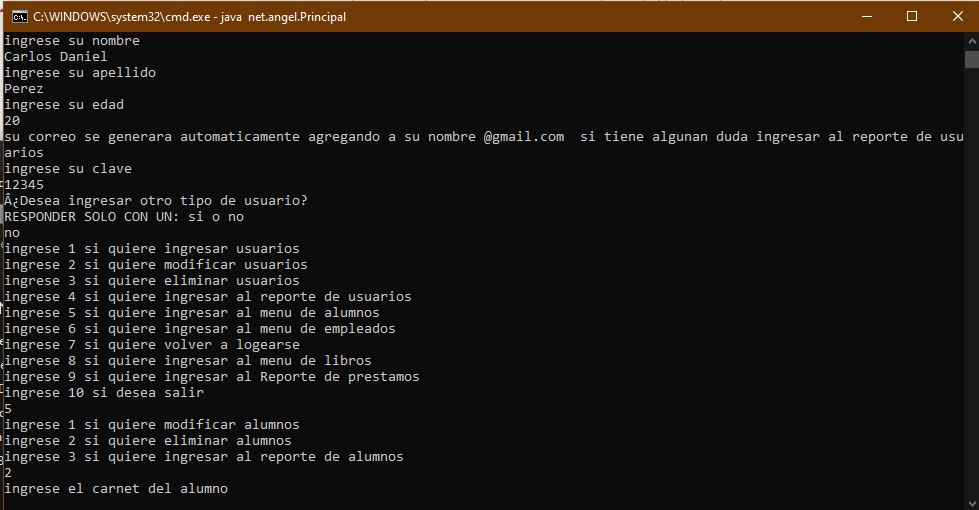 C:\WINDOWS\system32\cmd.exe - java  net.angel.Principal
ingrese su nombre
Carlos Daniel
ingrese su apellido
Perez
ingrese su edad
20
su correo se generara automaticamente agregando a su nombre @gmail.com  si tiene algunan duda ingresar al reporte de usu
arios
ingrese su clave
12345
Â¿Desea ingresar otro tipo de usuario?
RESPONDER SOLO CON UN: si o no
no
ingrese 1 si quiere ingresar usuarios
ingrese 2 si quiere modificar usuarios
ingrese 3 si quiere eliminar usuarios
ingrese 4 si quiere ingresar al reporte de usuarios
ingrese 5 si quiere ingresar al menu de alumnos
ingrese 6 si quiere ingresar al menu de empleados
ingrese 7 si quiere volver a logearse
ingrese 8 si quiere ingresar al menu de libros
ingrese 9 si quiere ingresar al Reporte de prestamos
ingrese 10 si desea salir
5
ingrese 1 si quiere modificar alumnos
ingrese 2 si quiere eliminar alumnos
ingrese 3 si quiere ingresar al reporte de alumnos
2
ingrese el carnet del alumno